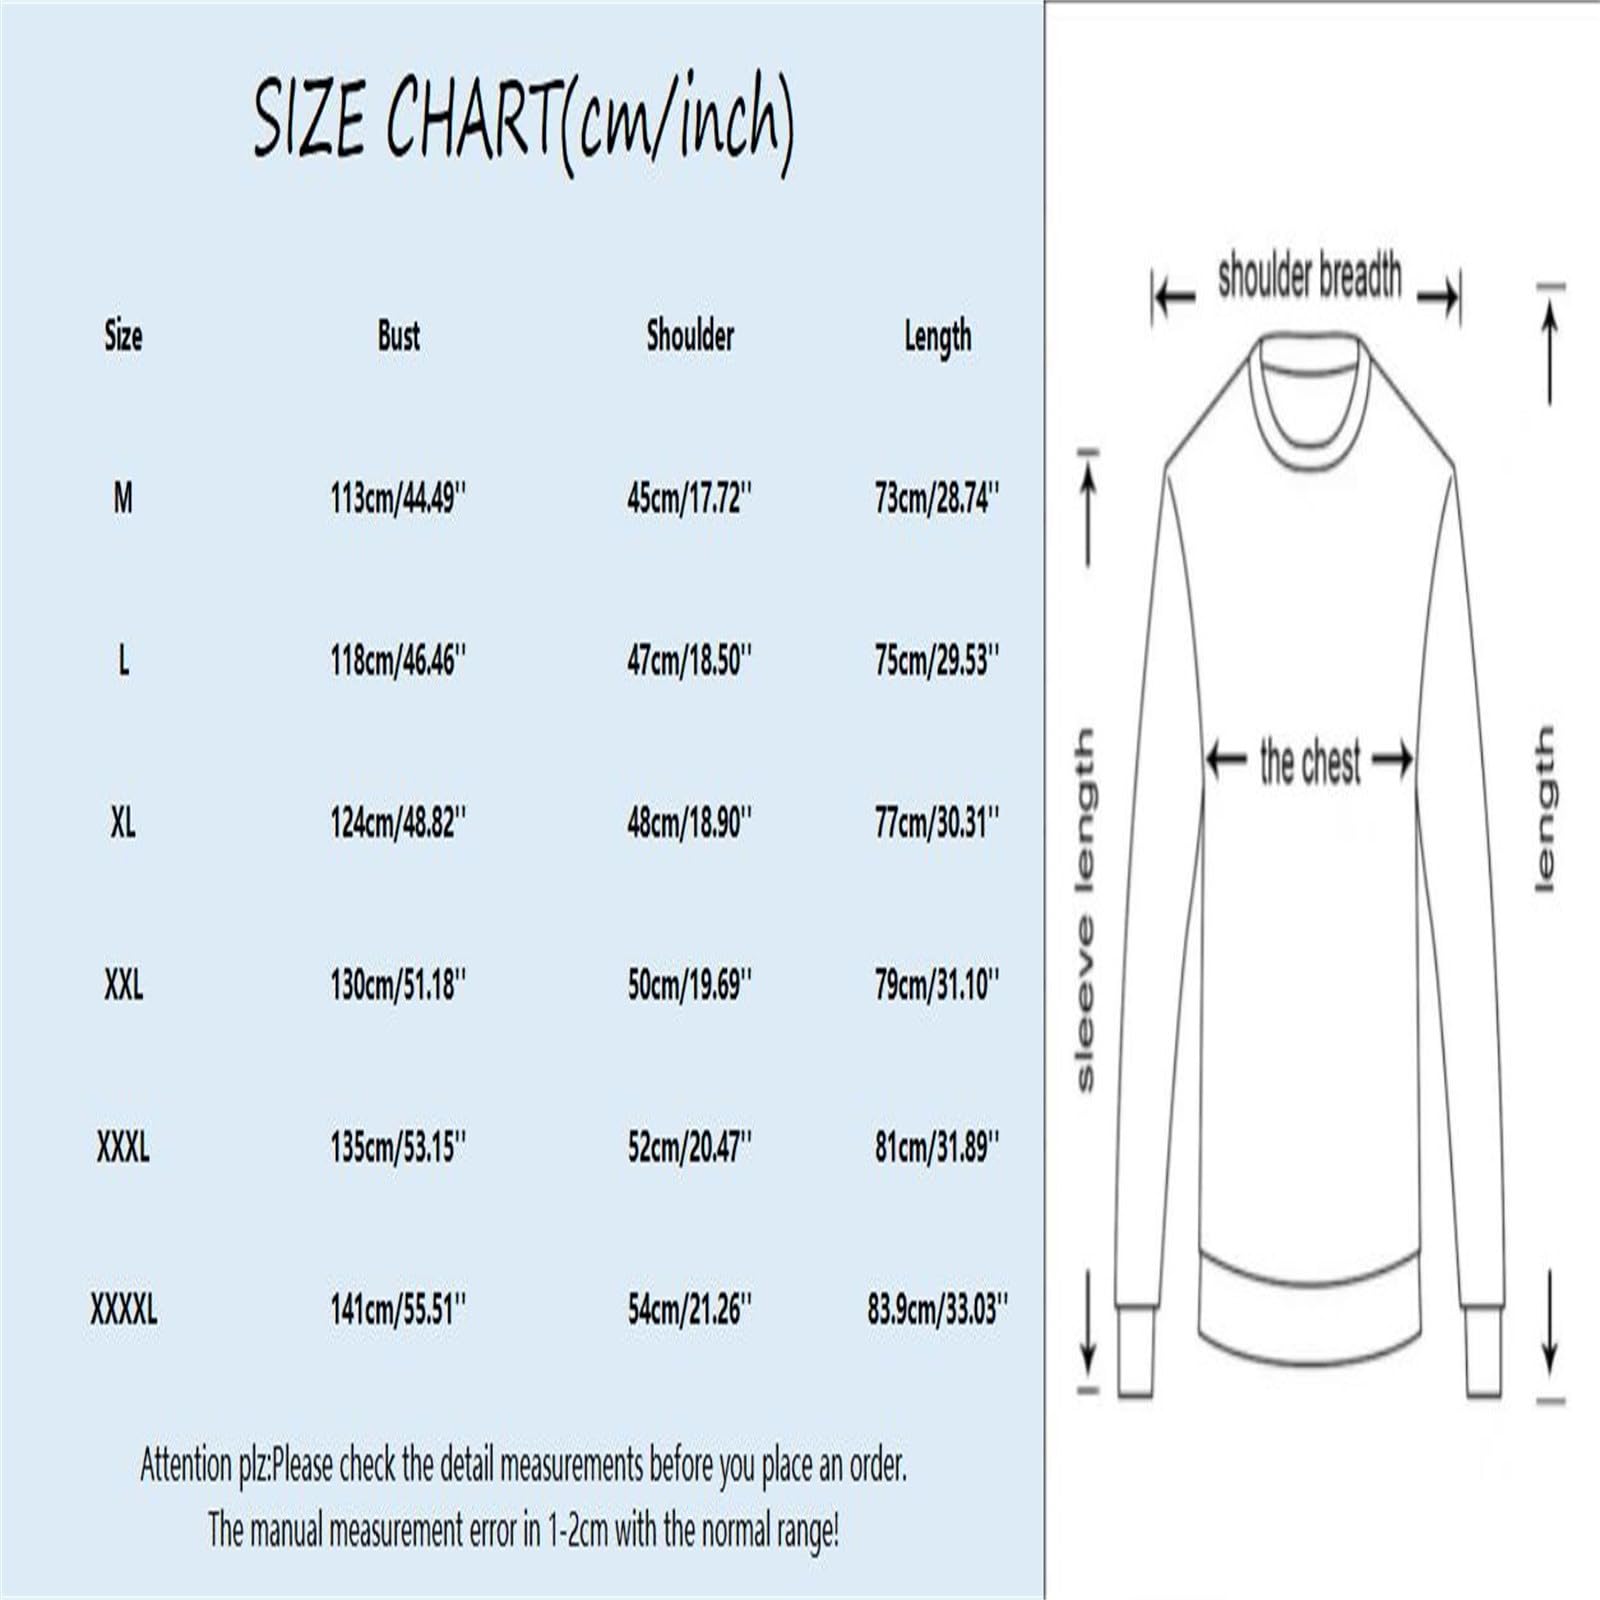 SIZE CHART(cm/inch)
Size Bust Shoulder Length
M 113cm/44.49'' 45cm/17.72'' 73cm/28.74''
L 118cm/46.46'' 47cm/18.50'' 75cm/29.53''
XL 124cm/48.82'' 48cm/18.90'' 77cm/30.31''
XXL 130cm/51.18'' 50cm/19.69'' 79cm/31.10''
XXXL 135cm/53.15'' 52cm/20.47'' 81cm/31.89''
XXXXL 141cm/55.51'' 54cm/21.26'' 83.9cm/33.03''
Attention plz:Please check the detail measurements before you place an order.
The manual measurement error in 1-2cm with the normal range!
shoulder breadth
the chest
sleeve length
length